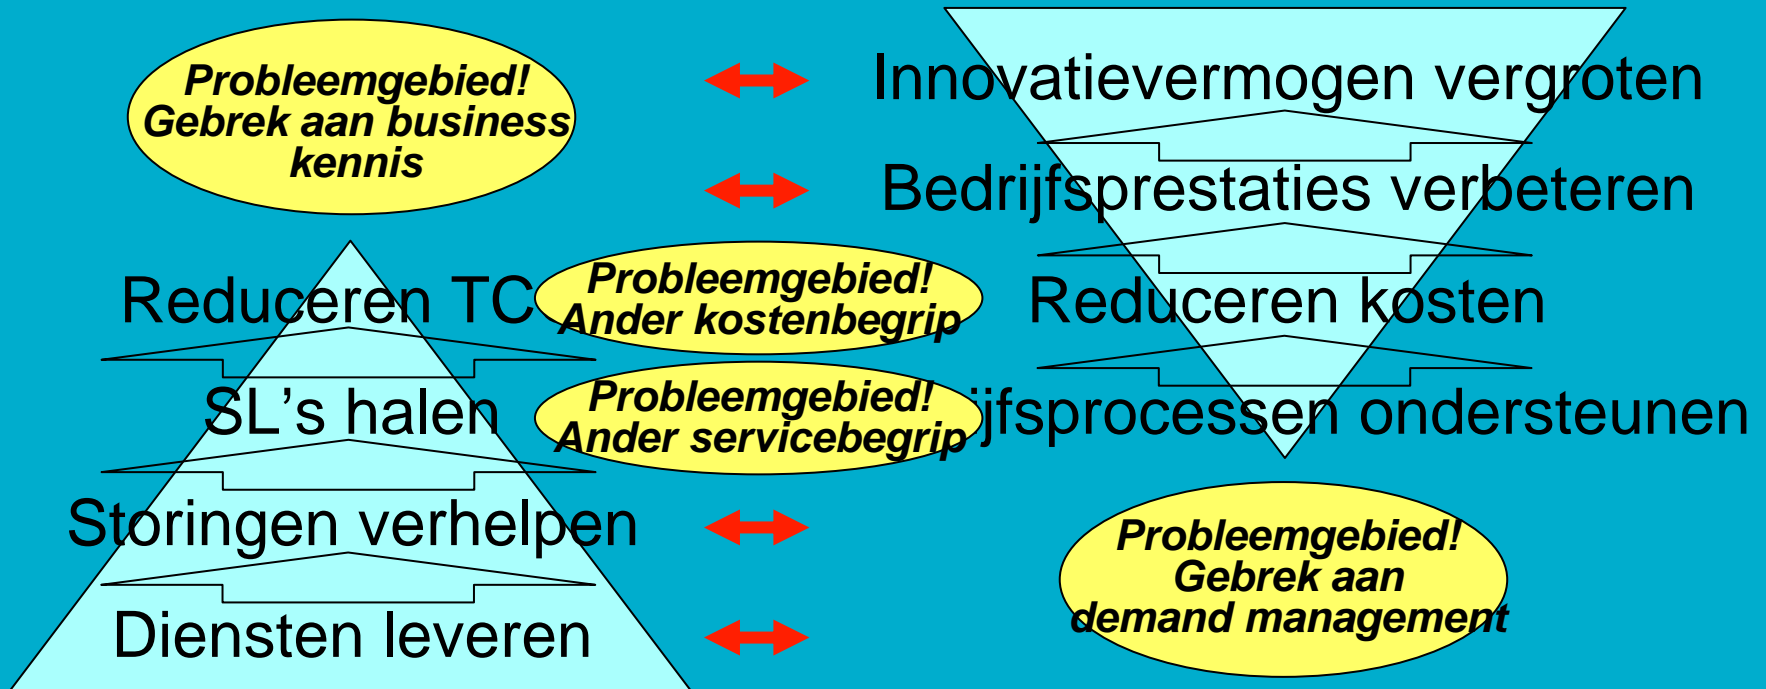 Probleemgebied!
Gebrek aan business
kennis
Innovatievermogen vergroten
Bedrijfsprestaties verbeteren
Reduceren TC
Probleemgebied!
Ander kostenbegrip
Reduceren kosten
SL’s halen
Probleemgebied!
Ander servicebegrip
ijfsprocessen ondersteunen
Storingen verhelpen
Probleemgebied!
Gebrek aan
demand management
Diensten leveren